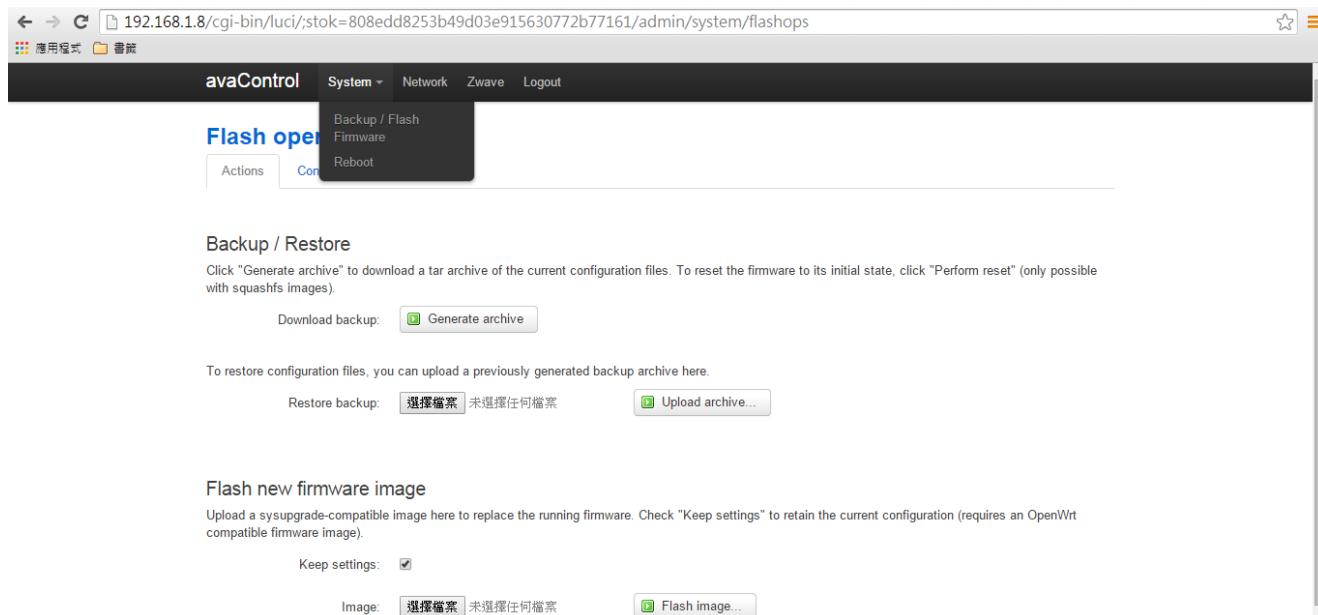 192.168.1.8/cgi-bin/luci/;stok=808edd8253b49d03e915630772b77161/admin/system/flashops
應用程式 書籤
avaControl System Network Zwave Logout
Backup / Flash
Firmware
Reboot
Flash oper
Actions Con
Backup / Restore
Click "Generate archive" to download a tar archive of the current configuration files. To reset the firmware to its initial state, click "Perform reset" (only possible
with squashfs images).
Download backup: Generate archive
To restore configuration files, you can upload a previously generated backup archive here.
Restore backup: 選擇檔案 未選擇任何檔案 Upload archive...
Flash new firmware image
Upload a sysupgrade-compatible image here to replace the running firmware. Check "Keep settings" to retain the current configuration (requires an OpenWrt
compatible firmware image).
Keep settings:
Image: 選擇檔案 未選擇任何檔案 Flash image...